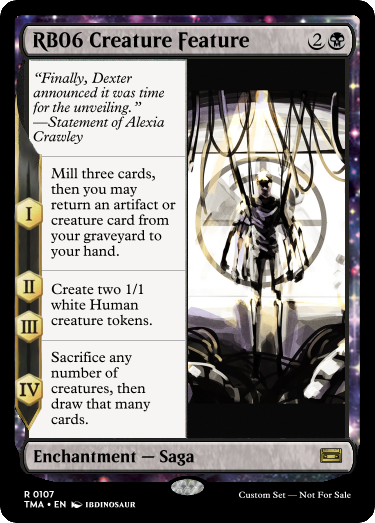 RB06 Creature Feature 2
“Finally, Dexter
announced it was time
for the unveiling.”
—Statement of Alexia
Crawley
I
Mill three cards,
then you may
return an artifact or
creature card from
your graveyard to
your hand.
II
III
Create two 1/1
white Human
creature tokens.
IV
Sacrifice any
number of
creatures, then
draw that many
cards.
Enchantment — Saga
R 0107
TMA • EN IBDINOSAUR
Custom Set — Not For Sale